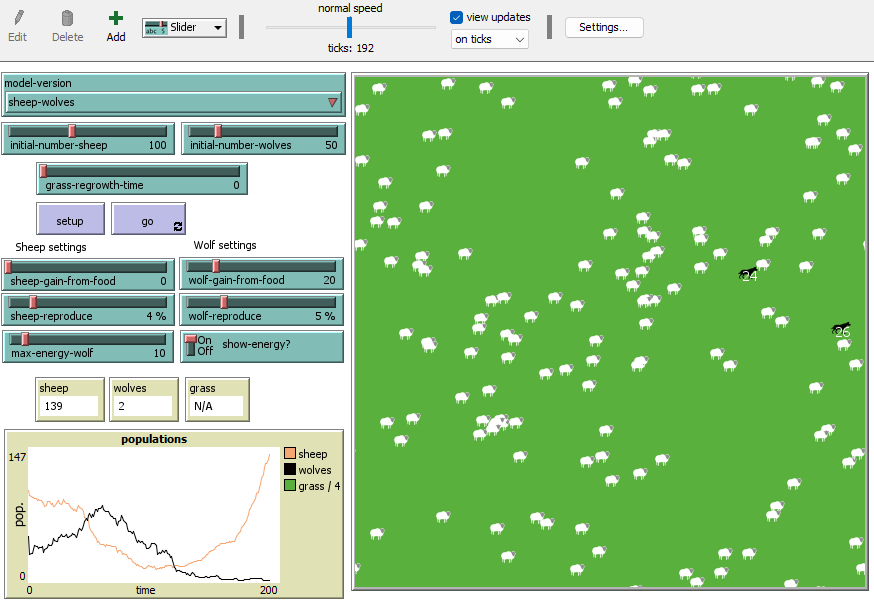 normal speed
Edit
Delete
Add
abc
Slider
view updates
on ticks
Settings...
ticks: 192
model-version
sheep-wolves
initial-number-sheep 100
initial-number-wolves 50
grass-regrowth-time 0
setup
go
Sheep settings
Wolf settings
sheep-gain-from-food 0
wolf-gain-from-food 20
sheep-reproduce 4 %
wolf-reproduce 5 %
max-energy-wolf 10
On
Off
show-energy?
sheep
139
wolves
2
grass
N/A
populations
147
pop.
0
0
time
200
sheep
wolves
grass / 4
24
26